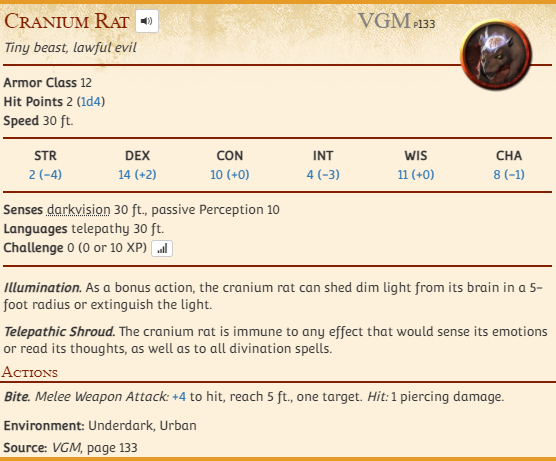 Cranium Rat VGM p133
Tiny beast, lawful evil
Armor Class 12
Hit Points 2 (1d4)
Speed 30 ft.
STR DEX CON INT WIS CHA
2 (−4) 14 (+2) 10 (+0) 4 (−3) 11 (+0) 8 (−1)
Senses darkvision 30 ft., passive Perception 10
Languages telepathy 30 ft.
Challenge 0 (0 or 10 XP)
Illumination. As a bonus action, the cranium rat can shed dim light from its brain in a 5-
foot radius or extinguish the light.
Telepathic Shroud. The cranium rat is immune to any effect that would sense its emotions
or read its thoughts, as well as to all divination spells.
Actions
Bite. Melee Weapon Attack: +4 to hit, reach 5 ft., one target. Hit: 1 piercing damage.
Environment: Underdark, Urban
Source: VGM, page 133